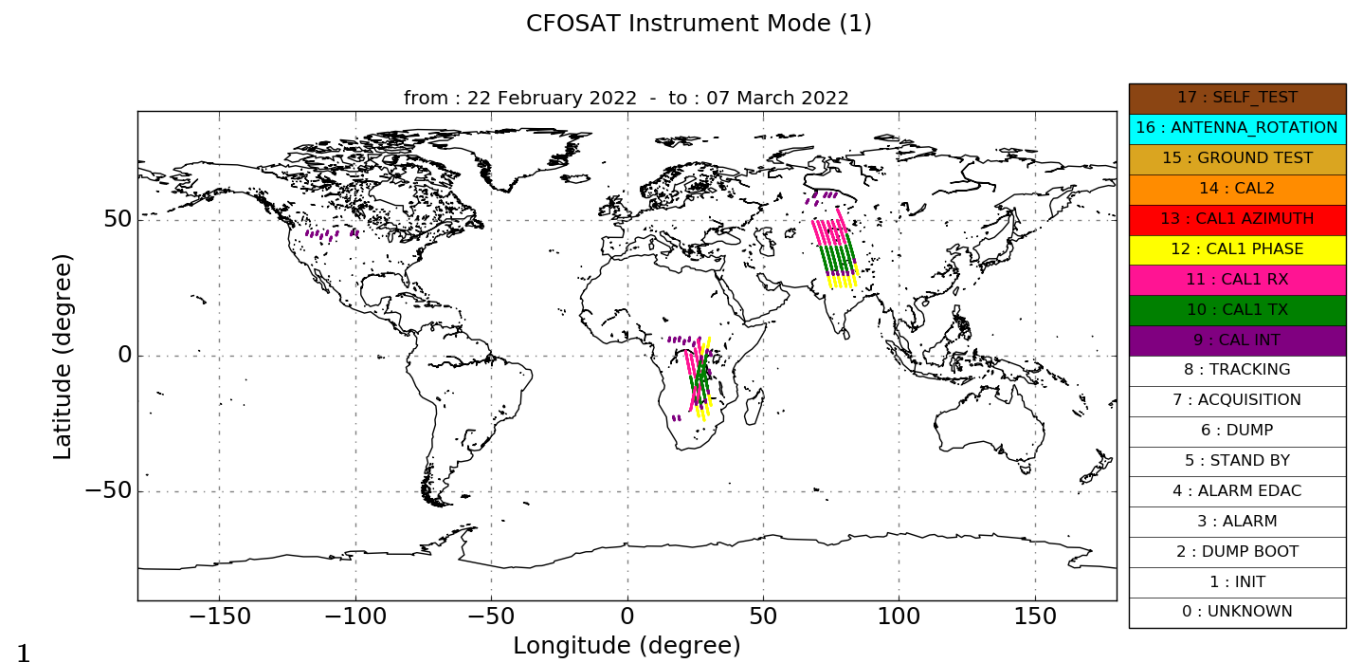 CFOSAT Instrument Mode (1)
from : 22 February 2022 - to : 07 March 2022
17 : SELF_TEST
16 : ANTENNA_ROTATION
15 : GROUND TEST
14 : CAL2
13 : CAL1 AZIMUTH
12 : CAL1 PHASE
11 : CAL1 RX
10 : CAL1 TX
9 : CAL INT
8 : TRACKING
7 : ACQUISITION
6 : DUMP
5 : STAND BY
4 : ALARM EDAC
3 : ALARM
2 : DUMP BOOT
1 : INIT
0 : UNKNOWN
Latitude (degree)
50
0
−50
−150 −100 −50 0 50 100 150
Longitude (degree)
1